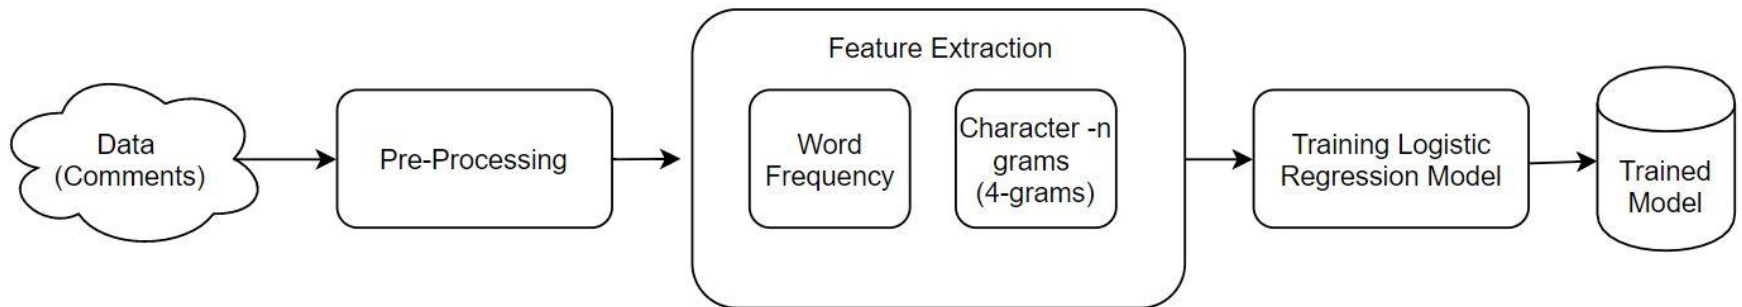 Data
(Comments)
Pre-Processing
Feature Extraction
Word
Frequency
Character -n
grams
(4-grams)
Training Logistic
Regression Model
Trained
Model